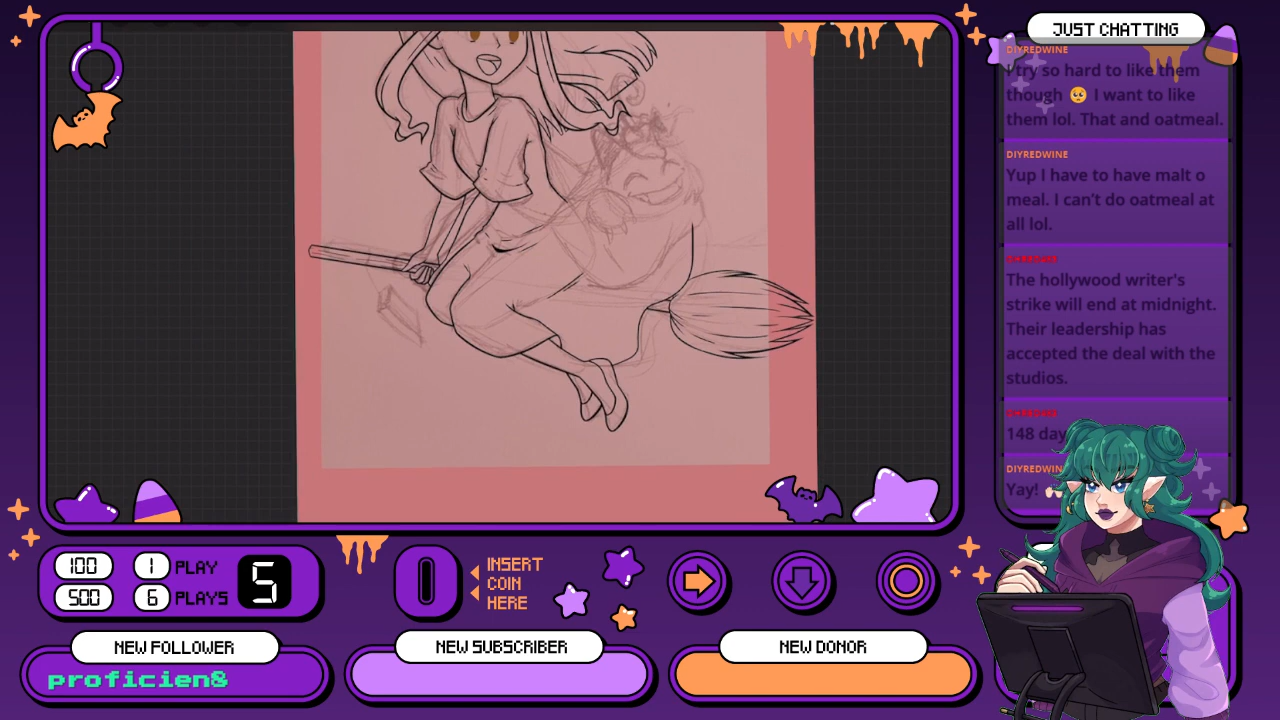 JUST CHATTING
DIYREDWINE
I try so hard to like them
though 🥺 I want to like
them lol. That and oatmeal.
DIYREDWINE
Yup I have to have malt o
meal. I can't do oatmeal at
all lol.
The hollywood writer's
strike will end at midnight.
Their leadership has
accepted the deal with the
studios.
148 day
DIYREDWIN
Yay!
100
1 PLAY
500
6 PLAYS
5
INSERT
COIN
HERE
NEW FOLLOWER
proficien&
NEW SUBSCRIBER
NEW DONOR